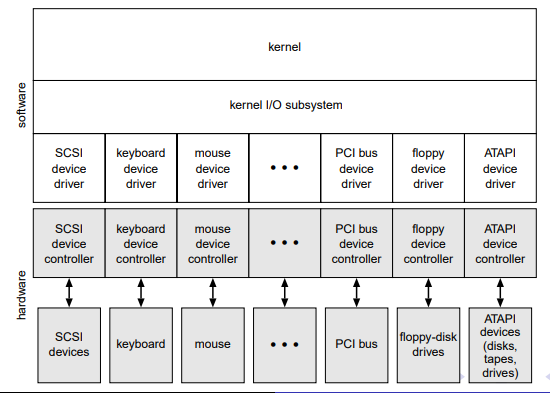 kernel
kernel I/O subsystem
software
SCSI device driver
keyboard device driver
mouse device driver
• • •
PCI bus device driver
floppy device driver
ATAPI device driver
hardware
SCSI device controller
keyboard device controller
mouse device controller
• • •
PCI bus device controller
floppy device controller
ATAPI device controller
SCSI devices
keyboard
mouse
• • •
PCI bus
floppy-disk drives
ATAPI devices (disks, tapes, drives)